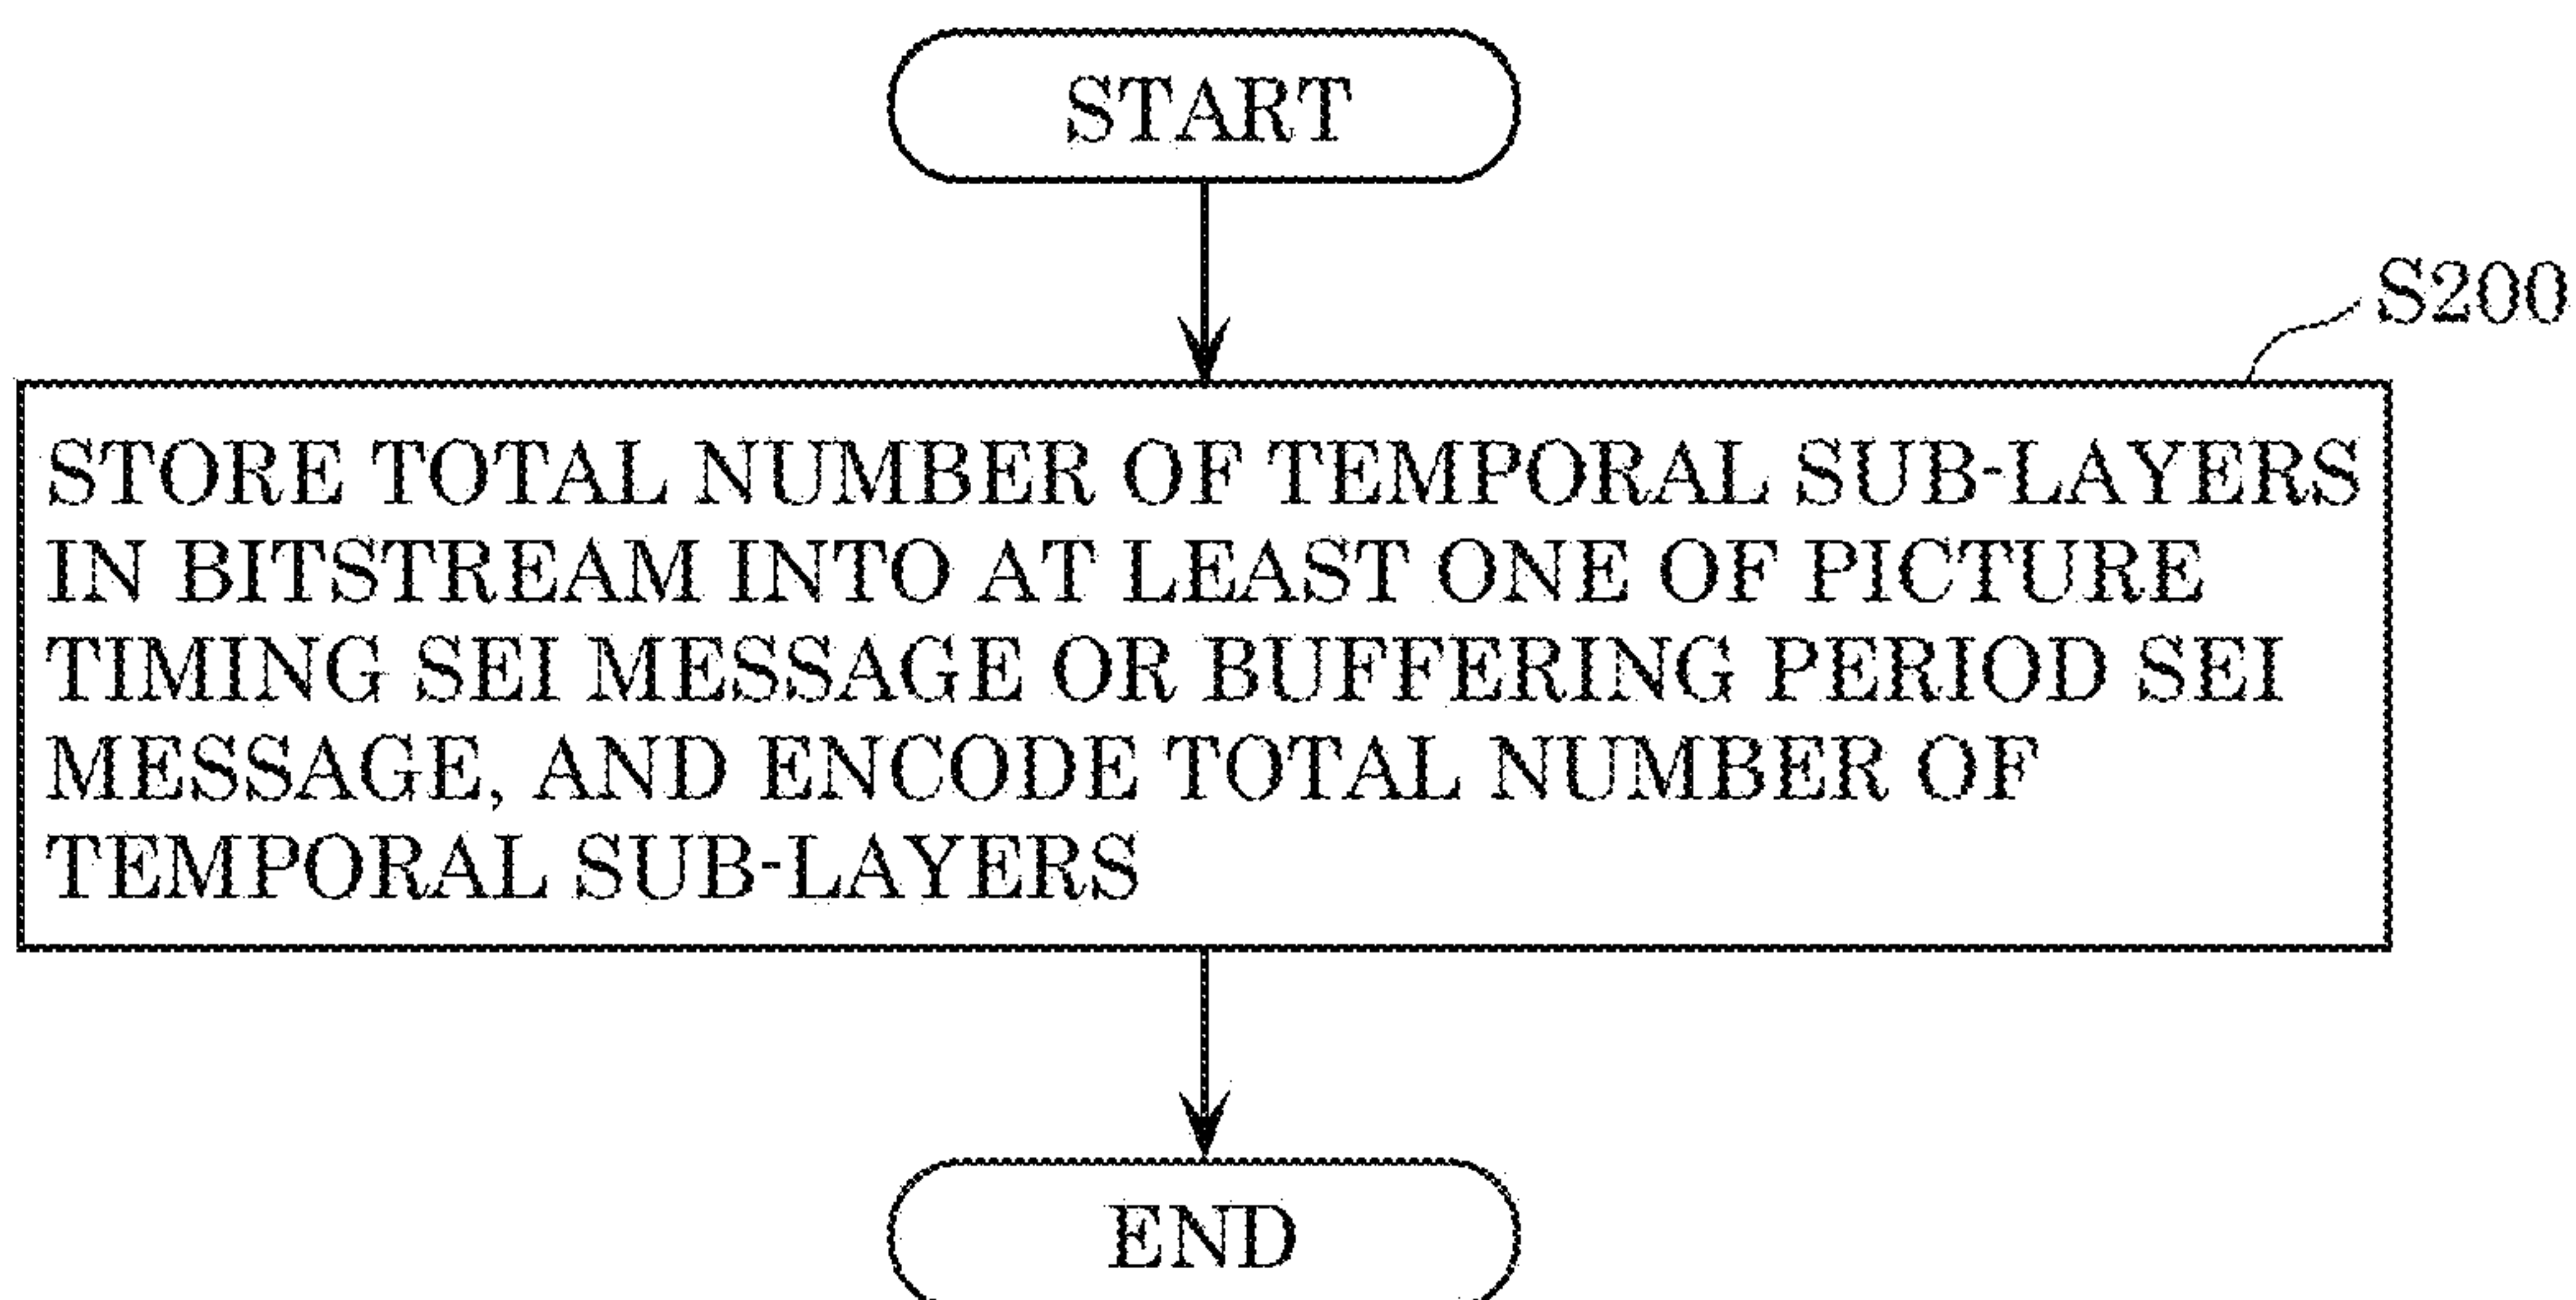 START
S200
STORE TOTAL NUMBER OF TEMPORAL SUB-LAYERS
IN BITSTREAM INTO AT LEAST ONE OF PICTURE
TIMING SEI MESSAGE OR BUFFERING PERIOD SEI
MESSAGE, AND ENCODE TOTAL NUMBER OF
TEMPORAL SUB-LAYERS
END